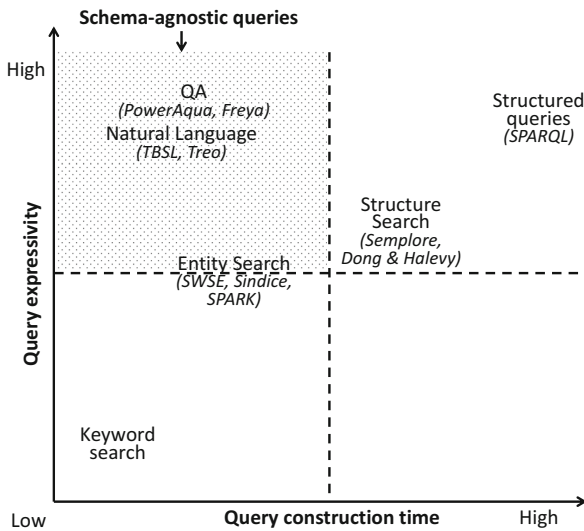 Schema-agnostic queries
High
QA
(PowerAqua, Freya)
Natural Language
(TBSL, Treo)
Structured
queries
(SPARQL)
Structure
Search
(Semplore,
Dong & Halevy)
Entity Search
(SWSE, Sindice,
SPARK)
Query expressivity
Keyword
search
Low
Query construction time
High